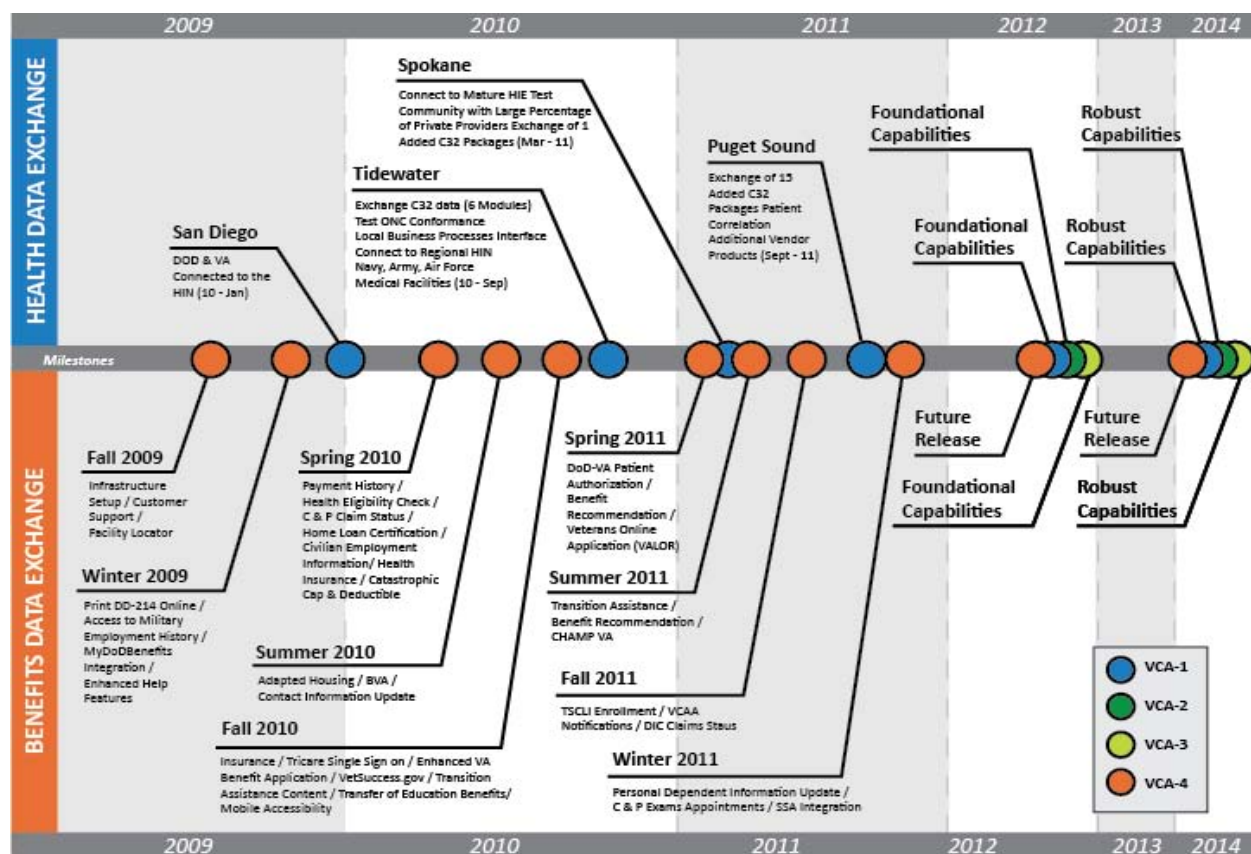 2009
2010
2011
2012
2013
2014
HEALTH DATA EXCHANGE
Spokane
Connect to Mature HIE Test
Community with Large Percentage
of Private Providers Exchange of 1
Added C32 Packages (Mar - 11)
Foundational
Capabilities
Robust
Capabilities
Puget Sound
Exchange of 15
Added C32
Packages Patient
Correlation
Additional Vendor
Products (Sept - 11)
Tidewater
Exchange C32 data (6 Modules)
Test ONC Conformance
Local Business Processes Interface
Connect to Regional HIN
Navy, Army, Air Force
Medical Facilities (10 - Sep)
San Diego
DOD & VA
Connected to the
HIN (10 - Jan)
Foundational
Capabilities
Robust
Capabilities
Milestones
BENEFITS DATA EXCHANGE
Fall 2009
Infrastructure
Setup / Customer
Support /
Facility Locator
Winter 2009
Print DD-214 Online /
Access to Military
Employment History /
MyDoDBenefits
Integration /
Enhanced Help
Features
Spring 2010
Payment History /
Health Eligibility Check /
C & P Claim Status /
Home Loan Certification /
Civilian Employment
Information/ Health
Insurance / Catastrophic
Cap & Deductible
Summer 2010
Adapted Housing / BVA /
Contact Information Update
Fall 2010
Insurance / Tricare Single Sign on / Enhanced VA
Benefit Application / VetSuccess.gov / Transition
Assistance Content / Transfer of Education Benefits/
Mobile Accessibility
Spring 2011
DoD-VA Patient
Authorization /
Benefit
Recommendation /
Veterans Online
Application (VALOR)
Summer 2011
Transition Assistance /
Benefit Recommendation /
CHAMP VA
Fall 2011
TSCLI Enrollment / VCAA
Notifications / DIC Claims Staus
Winter 2011
Personal Dependent Information Update /
C & P Exams Appointments / SSA Integration
Future
Release
Foundational
Capabilities
Future
Release
Robust
Capabilities
VCA-1
VCA-2
VCA-3
VCA-4
2009
2010
2011
2012
2013
2014